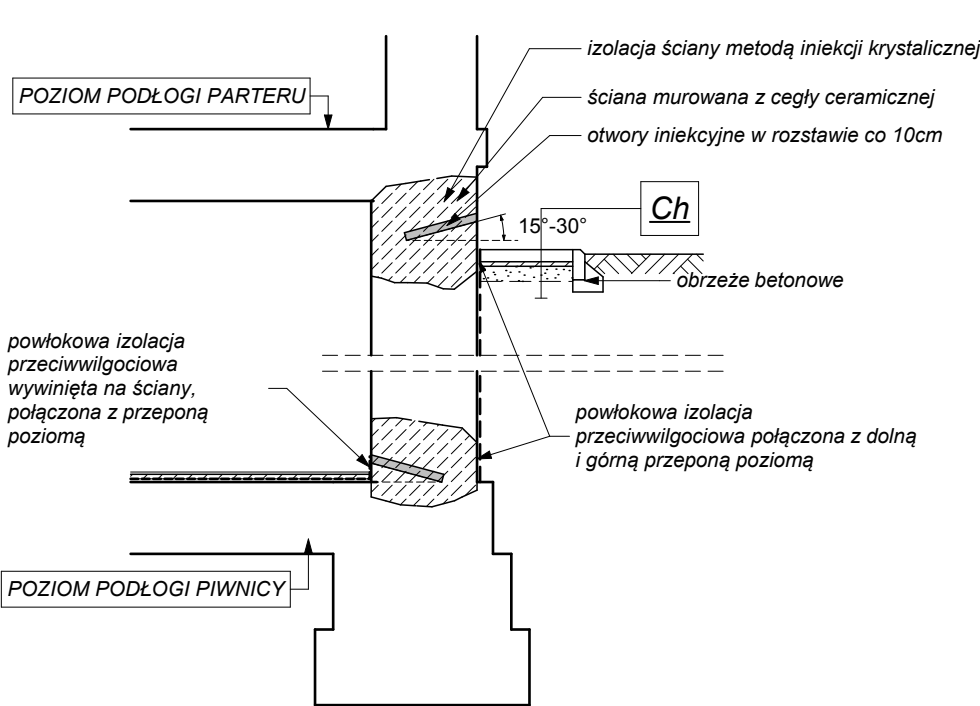 izolacja ściany metodą iniekcji krystalicznej
POZIOM PODŁOGI PARTERU
ściana murowana z cegły ceramicznej
otwory iniekcyjne w rozstawie co 10cm
Ch
15°-30°
obrzeże betonowe
powłokowa izolacja
przeciwwilgociowa
wywinięta na ściany,
połączona z przeponą
poziomą
powłokowa izolacja
przeciwwilgociowa połączona z dolną
i górną przeponą poziomą
POZIOM PODŁOGI PIWNICY